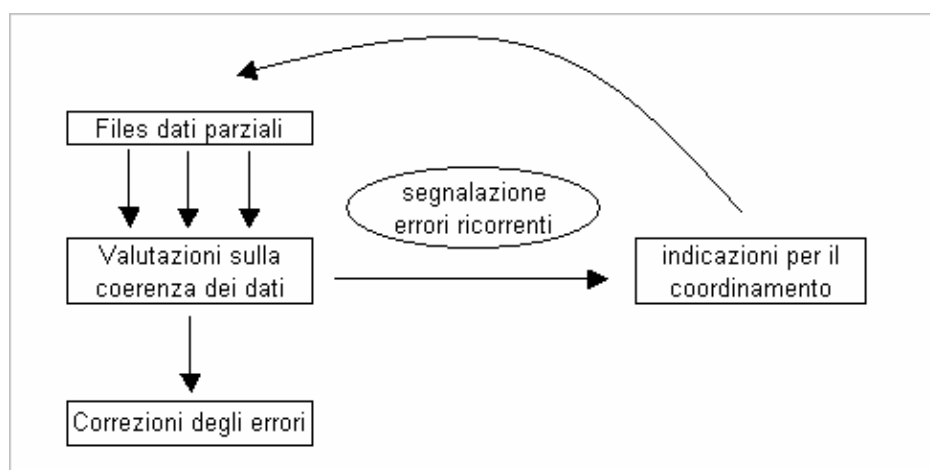 Files dati parziali
segnalazione
errori ricorrenti
Valutazioni sulla
coerenza dei dati
indicazioni per il
coordinamento
Correzioni degli errori